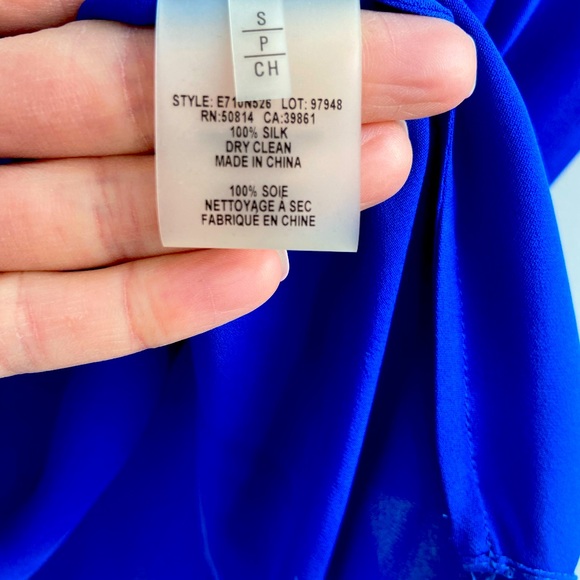 S
P
CH
STYLE: E710N526 LOT: 97948
RN:50814 CA:39861
100% SILK
DRY CLEAN
MADE IN CHINA
100% SOIE
NETTOYAGE À SEC
FABRIQUÉ EN CHINE